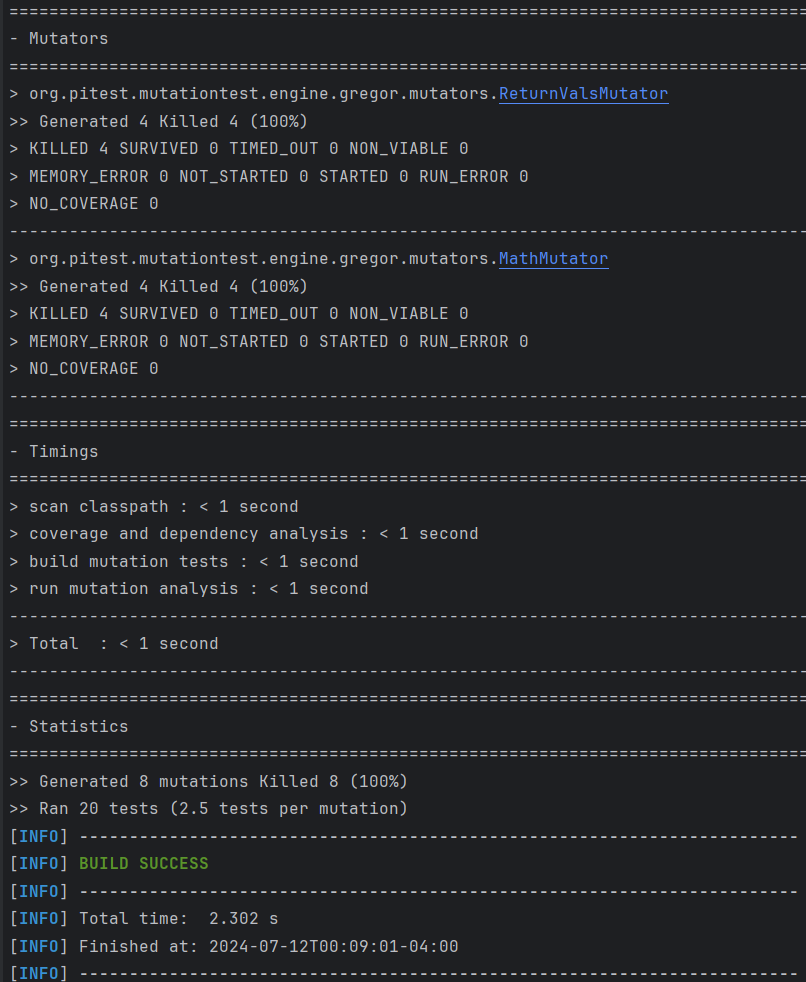 ================================================================================
- Mutators
================================================================================
> org.pitest.mutationtest.engine.gregor.mutators.ReturnValsMutator
>> Generated 4 Killed 4 (100%)
> KILLED 4 SURVIVED 0 TIMED_OUT 0 NON_VIABLE 0
> MEMORY_ERROR 0 NOT_STARTED 0 STARTED 0 RUN_ERROR 0
> NO_COVERAGE 0
--------------------------------------------------------------------------------
> org.pitest.mutationtest.engine.gregor.mutators.MathMutator
>> Generated 4 Killed 4 (100%)
> KILLED 4 SURVIVED 0 TIMED_OUT 0 NON_VIABLE 0
> MEMORY_ERROR 0 NOT_STARTED 0 STARTED 0 RUN_ERROR 0
> NO_COVERAGE 0
--------------------------------------------------------------------------------
================================================================================
- Timings
================================================================================
> scan classpath : < 1 second
> coverage and dependency analysis : < 1 second
> build mutation tests : < 1 second
> run mutation analysis : < 1 second
--------------------------------------------------------------------------------
> Total  : < 1 second
--------------------------------------------------------------------------------
================================================================================
- Statistics
================================================================================
>> Generated 8 mutations Killed 8 (100%)
>> Ran 20 tests (2.5 tests per mutation)
[INFO] ------------------------------------------------------------------------
[INFO] BUILD SUCCESS
[INFO] ------------------------------------------------------------------------
[INFO] Total time:  2.302 s
[INFO] Finished at: 2024-07-12T00:09:01-04:00
[INFO] ------------------------------------------------------------------------